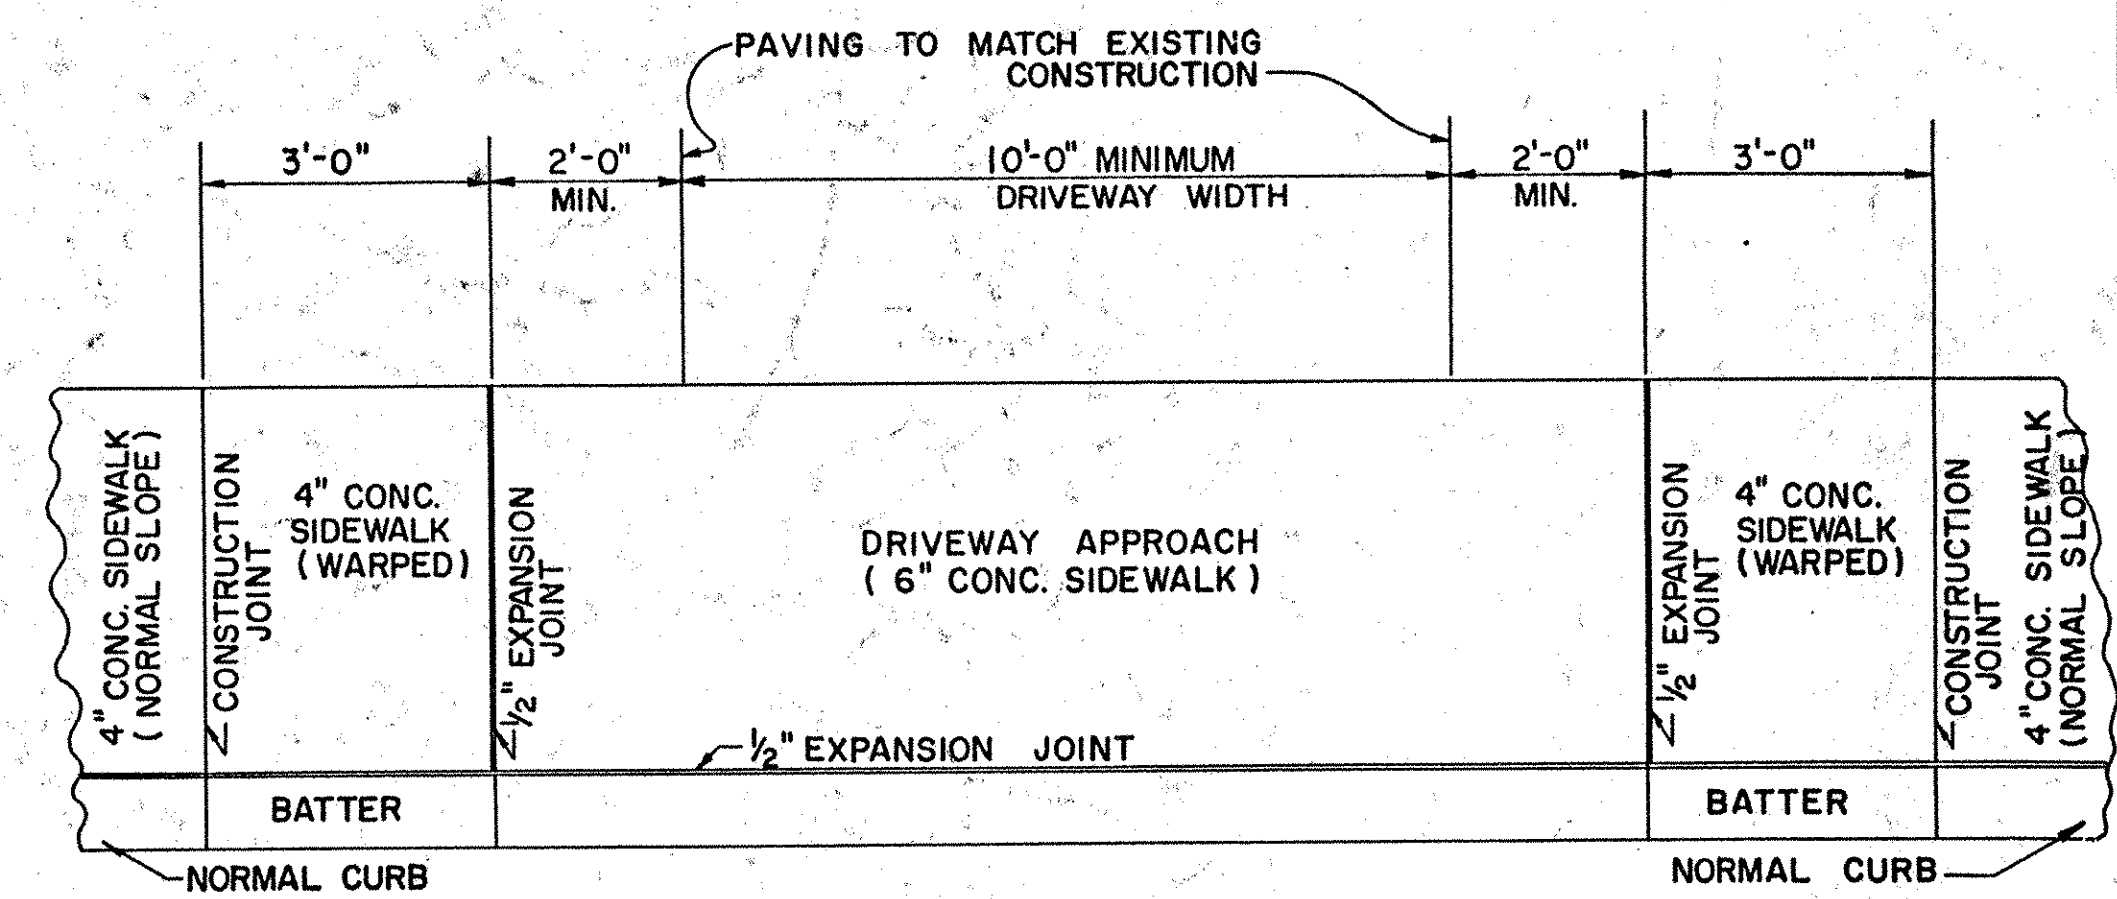 PAVING TO MATCH EXISTING
CONSTRUCTION
3'-0"
2'-0"
MIN.
10'-0" MINIMUM
DRIVEWAY WIDTH
2'-0"
MIN.
3'-0"
4" CONC. SIDEWALK
(NORMAL SLOPE)
CONSTRUCTION
JOINT
4" CONC.
SIDEWALK
(WARPED)
1/2" EXPANSION
JOINT
DRIVEWAY APPROACH
(6" CONC. SIDEWALK)
1/2" EXPANSION
JOINT
4" CONC.
SIDEWALK
(WARPED)
CONSTRUCTION
JOINT
4" CONC. SIDEWALK
(NORMAL SLOPE)
1/2" EXPANSION JOINT
BATTER
BATTER
NORMAL CURB
NORMAL CURB